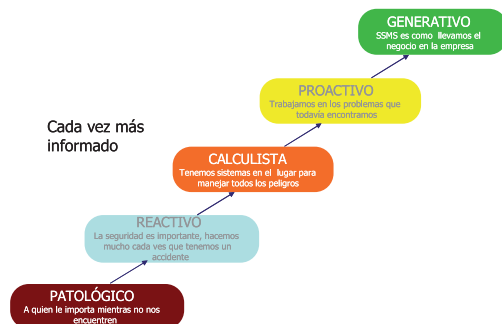 GENERATIVO
SSMS es como llevamos el
negocio en la empresa
PROACTIVO
Trabajamos en los problemas que
todavía encontramos
Cada vez más
informado
CALCULISTA
Tenemos sistemas en el lugar para
manejar todos los peligros
REACTIVO
La seguridad es importante, hacemos
mucho cada ves que tenemos un
accidente
PATOLÓGICO
A quien le importa mientras no nos
encuentren